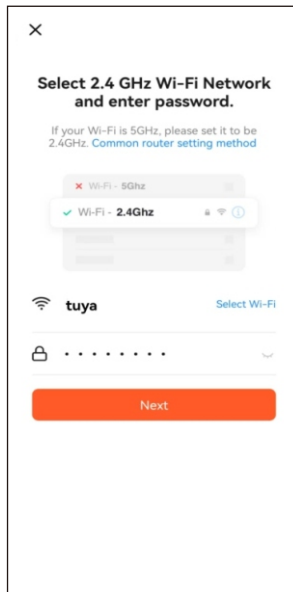 Select 2.4 GHz Wi-Fi Network
and enter password.
If your Wi-Fi is 5GHz, please set it to be
2.4GHz. Common router setting method
Wi-Fi - 5Ghz
Wi-Fi - 2.4Ghz
tuya
Select Wi-Fi
Next